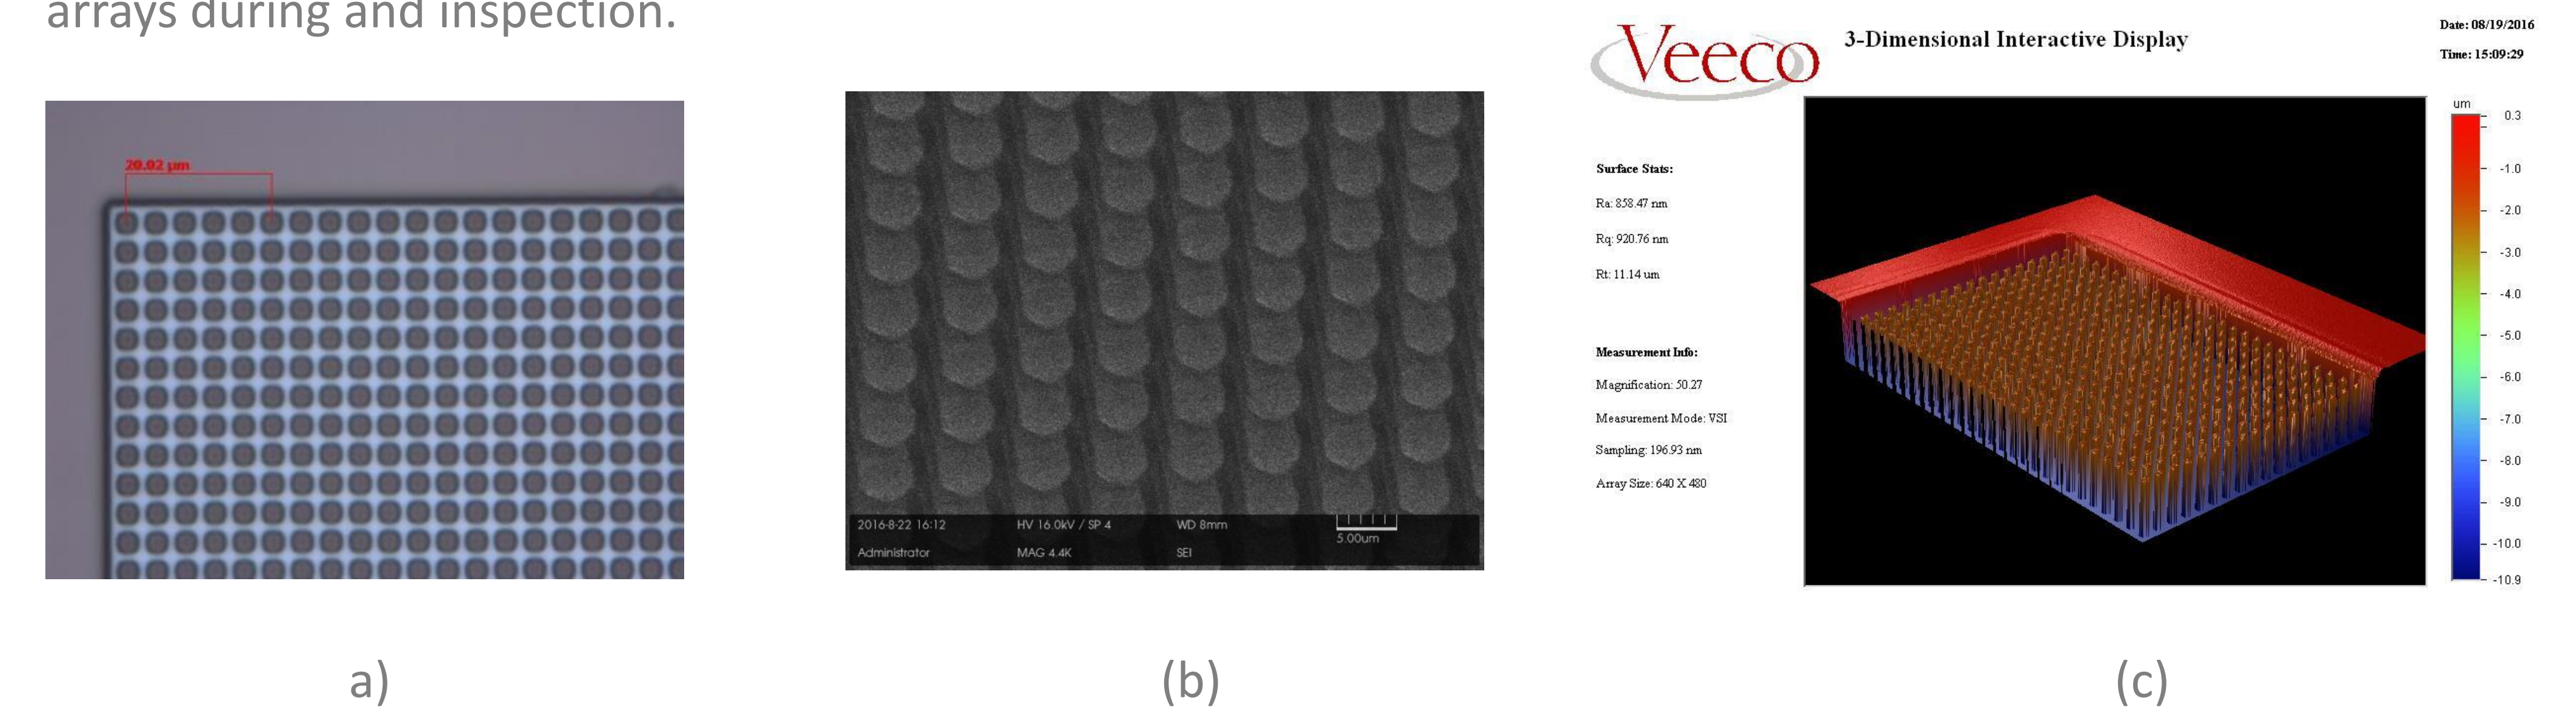 arrays during and inspection.
20.02 µm
2016-8-22 16:12 HV 16.0kV / SP 4 WD 8mm
5.00um
Administrator MAG 4.4K SEI
Veeco
3-Dimensional Interactive Display
Date: 08/19/2016
Time: 15:09:29
Surface Stats:
Ra: 858.47 nm
Rq: 920.76 nm
Rt: 11.14 um
Measurement Info:
Magnification: 50.27
Measurement Mode: VSI
Sampling: 196.93 nm
Array Size: 640 X 480
um
0.3
-1.0
-2.0
-3.0
-4.0
-5.0
-6.0
-7.0
-8.0
-9.0
-10.0
-10.9
a)
(b)
(c)